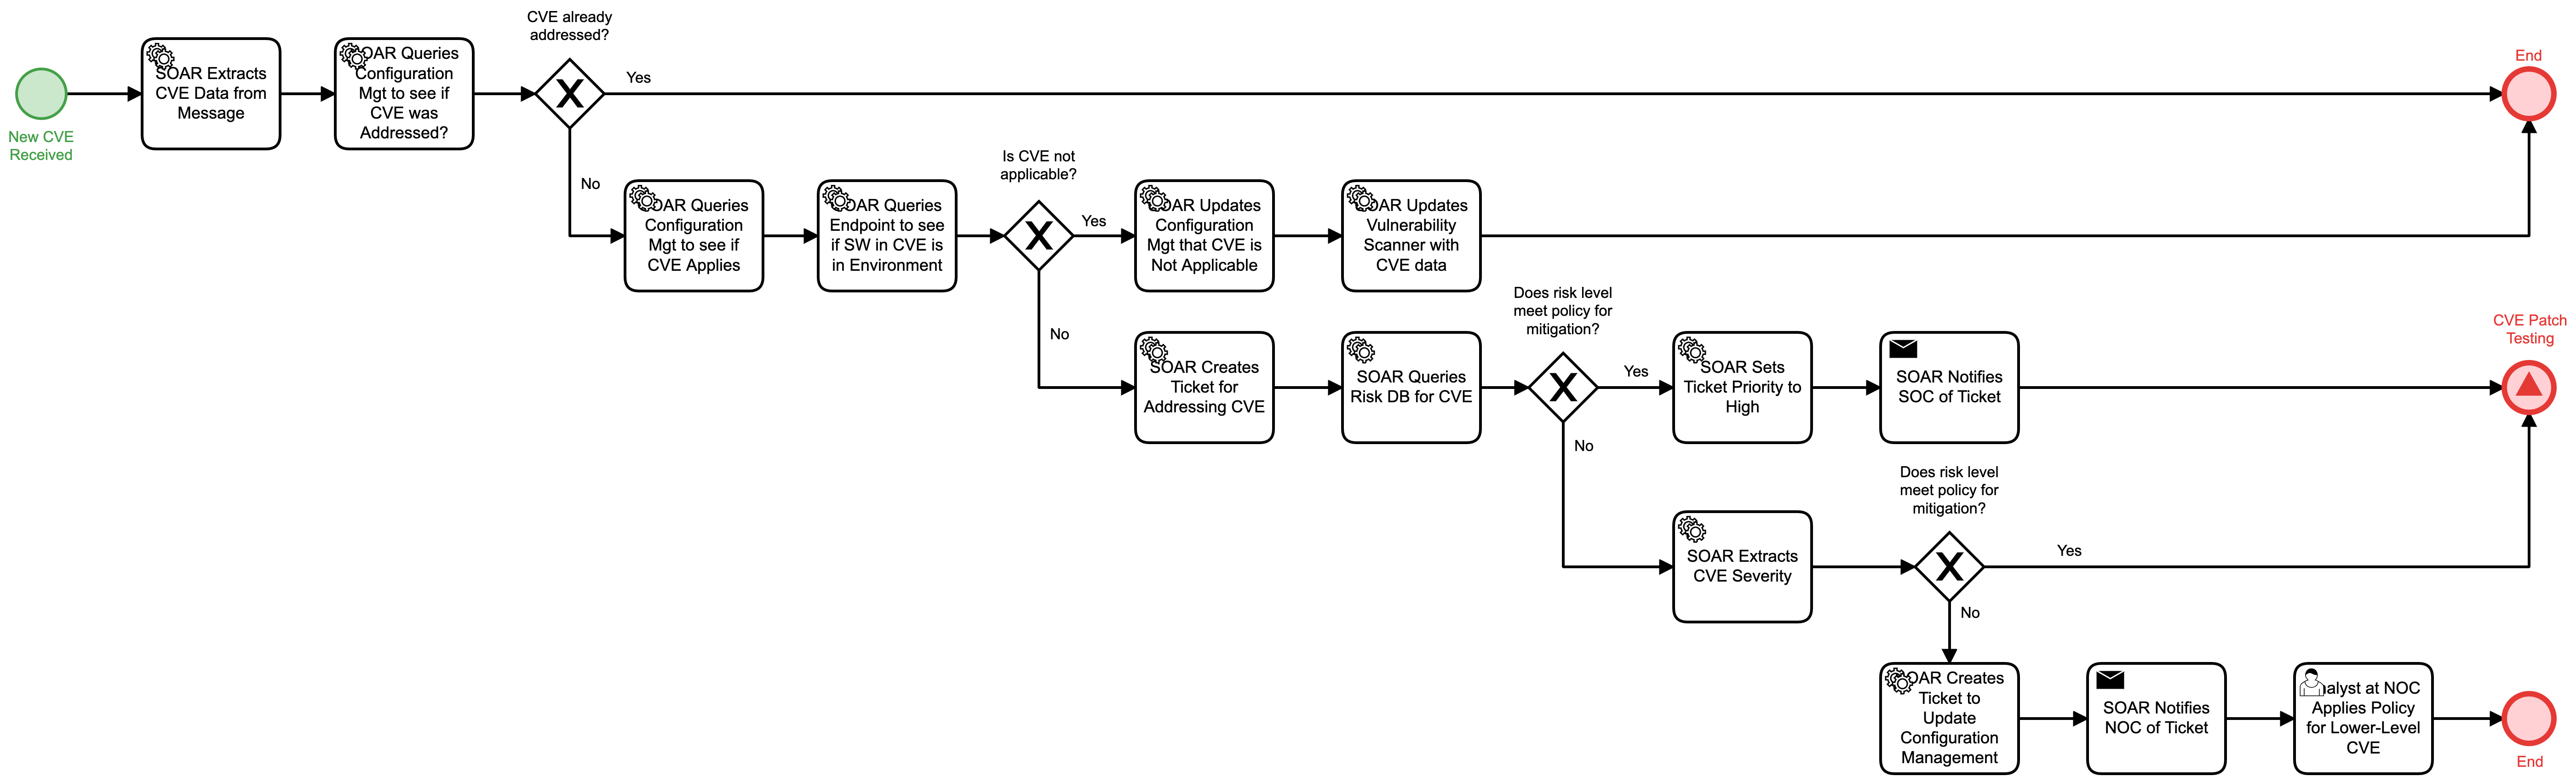 CVE already
addressed?
New CVE
Received
SOAR Extracts
CVE Data from
Message
OAR Queries
Configuration
Mgt to see if
CVE was
Addressed?
Yes
No
End
OAR Queries
Configuration
Mgt to see if
CVE Applies
OAR Queries
Endpoint to see
if SW in CVE is
in Environment
Is CVE not
applicable?
Yes
No
OAR Updates
Configuration
Mgt that CVE is
Not Applicable
OAR Updates
Vulnerability
Scanner with
CVE data
SOAR Creates
Ticket for
Addressing CVE
SOAR Queries
Risk DB for CVE
Does risk level
meet policy for
mitigation?
Yes
No
SOAR Sets
Ticket Priority to
High
SOAR Notifies
SOC of Ticket
CVE Patch
Testing
SOAR Extracts
CVE Severity
Does risk level
meet policy for
mitigation?
Yes
No
OAR Creates
Ticket to
Update
Configuration
Management
SOAR Notifies
NOC of Ticket
nalyst at NOC
Applies Policy
for Lower-Level
CVE
End